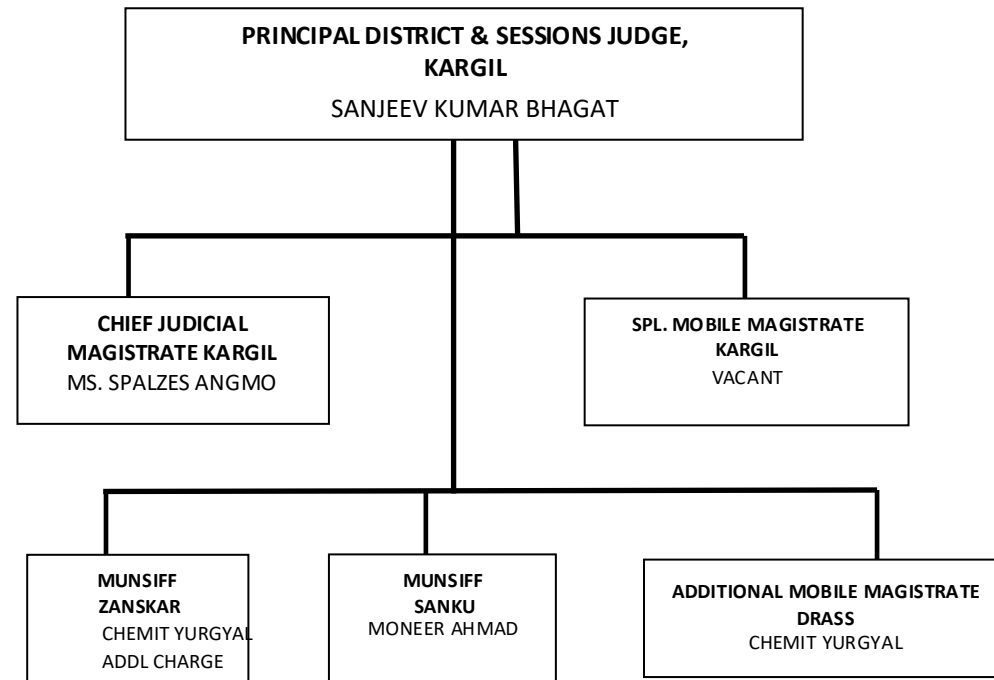 PRINCIPAL DISTRICT & SESSIONS JUDGE,
KARGIL
SANJEEV KUMAR BHAGAT
CHIEF JUDICIAL
MAGISTRATE KARGIL
MS. SPALZES ANGMO
SPL. MOBILE MAGISTRATE
KARGIL
VACANT
MUNSIFF
ZANSKAR
CHEMIT YURGYAL
ADDL CHARGE
MUNSIFF
SANKU
MONEER AHMAD
ADDITIONAL MOBILE MAGISTRATE
DRASS
CHEMIT YURGYAL